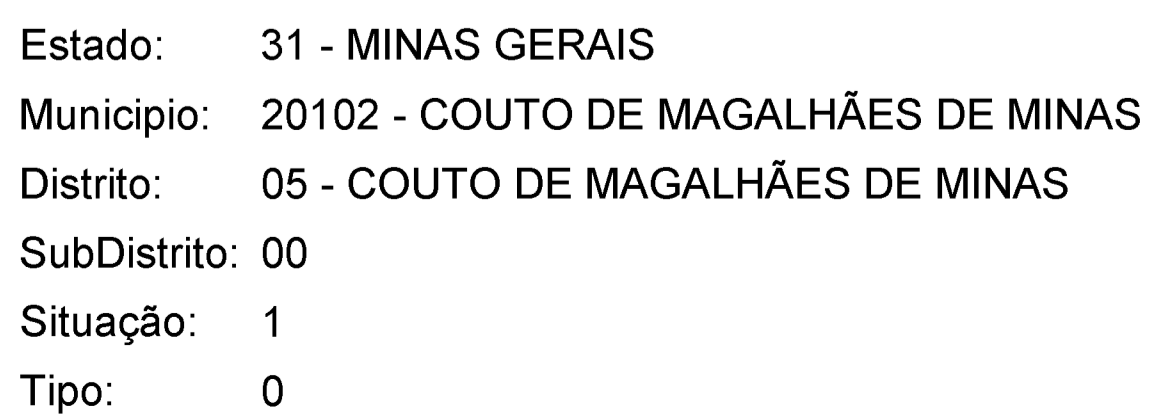 Estado: 31 - MINAS GERAIS
Municipio: 20102 - COUTO DE MAGALHÃES DE MINAS
Distrito: 05 - COUTO DE MAGALHÃES DE MINAS
SubDistrito: 00
Situação: 1
Tipo: 0